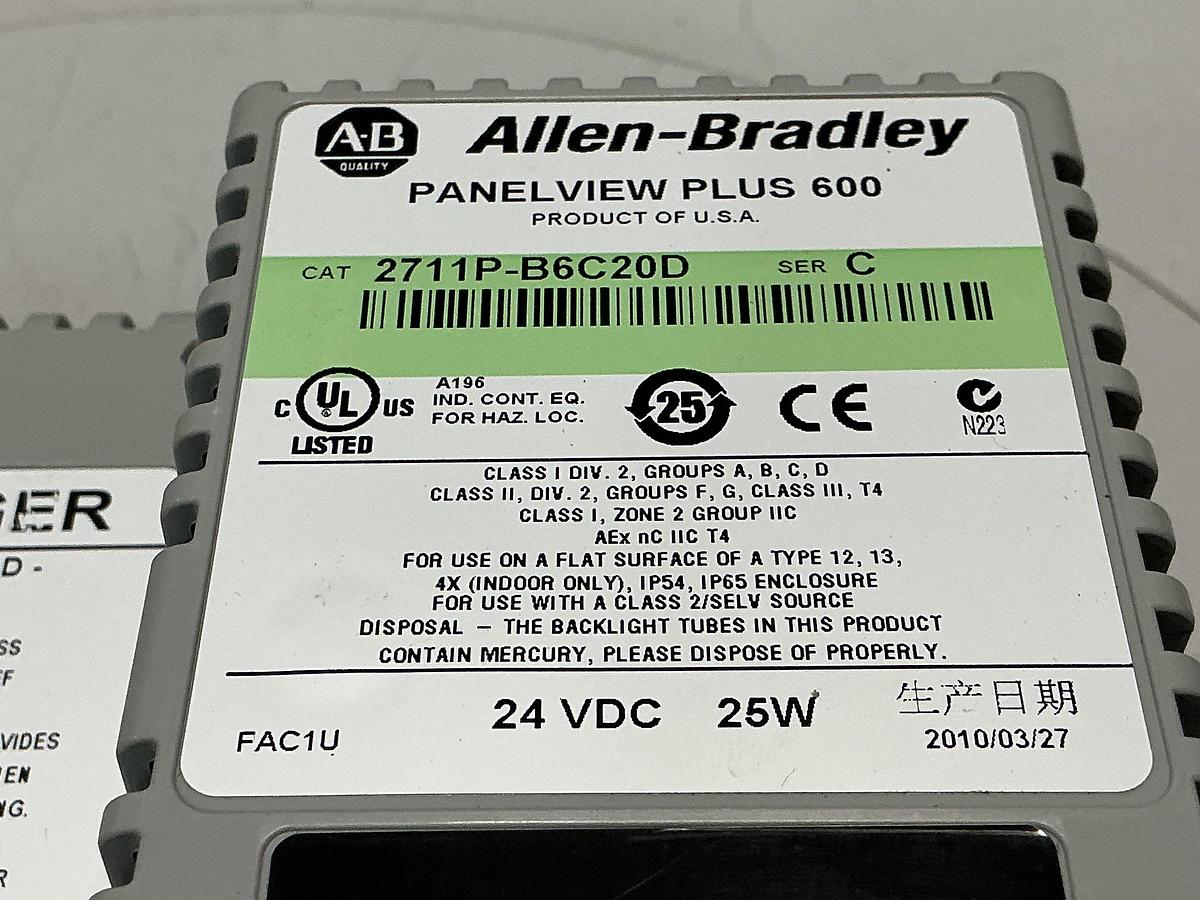 A·B
QUALITY
Allen-Bradley
PANELVIEW PLUS 600
PRODUCT OF U.S.A.
CAT 2711P-B6C20D SER C
C UL US
LISTED
A196
IND. CONT. EQ.
FOR HAZ. LOC.
25
CE
N223
CLASS I DIV. 2, GROUPS A, B, C, D
CLASS II, DIV. 2, GROUPS F, G, CLASS III, T4
CLASS I, ZONE 2 GROUP IIC
AEx nC IIC T4
FOR USE ON A FLAT SURFACE OF A TYPE 12, 13,
4X (INDOOR ONLY), IP54, IP65 ENCLOSURE
FOR USE WITH A CLASS 2/SELV SOURCE
DISPOSAL – THE BACKLIGHT TUBES IN THIS PRODUCT
CONTAIN MERCURY, PLEASE DISPOSE OF PROPERLY.
24 VDC 25W
生产日期
2010/03/27
FAC1U
GER
D -
SS
F
VIDES
EN
NG.
R